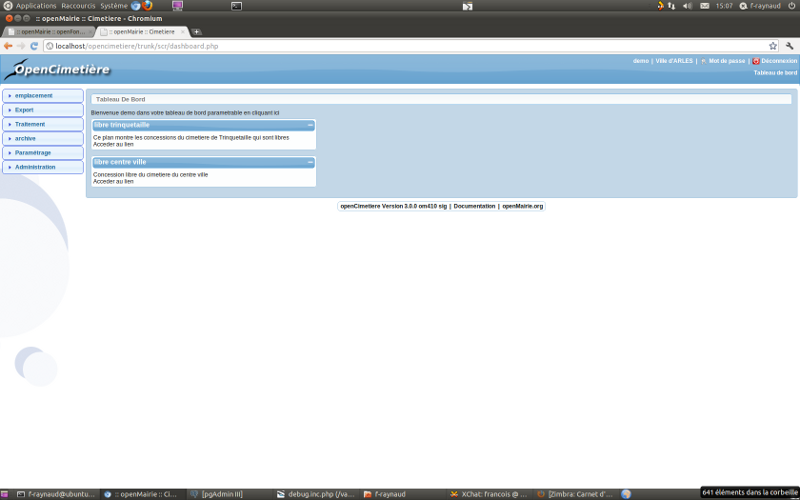 Applications Raccourcis Système 15:07 f-raynaud
:: openMairie :: Cimetiere - Chromium
:: openMairie :: openfon... :: openMairie :: Cimetiere
localhost/opencimetiere/trunk/scr/dashboard.php
OpenCimetière
demo | Ville d'ARLES | Mot de passe | Déconnexion
Tableau de bord
emplacement
Export
Traitement
archive
Paramétrage
Administration
Tableau De Bord
Bienvenue demo dans votre tableau de bord parametrable en cliquant ici
libre trinquetaille
Ce plan montre les concessions du cimetiere de Trinquetaille qui sont libres
Acceder au lien
libre centre ville
Concession libre du cimetiere du centre ville
Acceder au lien
openCimetiere Version 3.0.0 om410 sig | Documentation | openMairie.org
f-raynaud@ubuntu... :: openMairie :: Ci... [pgAdmin III] debug.inc.php (/va... f-raynaud XChat: francois @ ... [Zimbra: Carnet d'... 641 éléments dans la corbeille